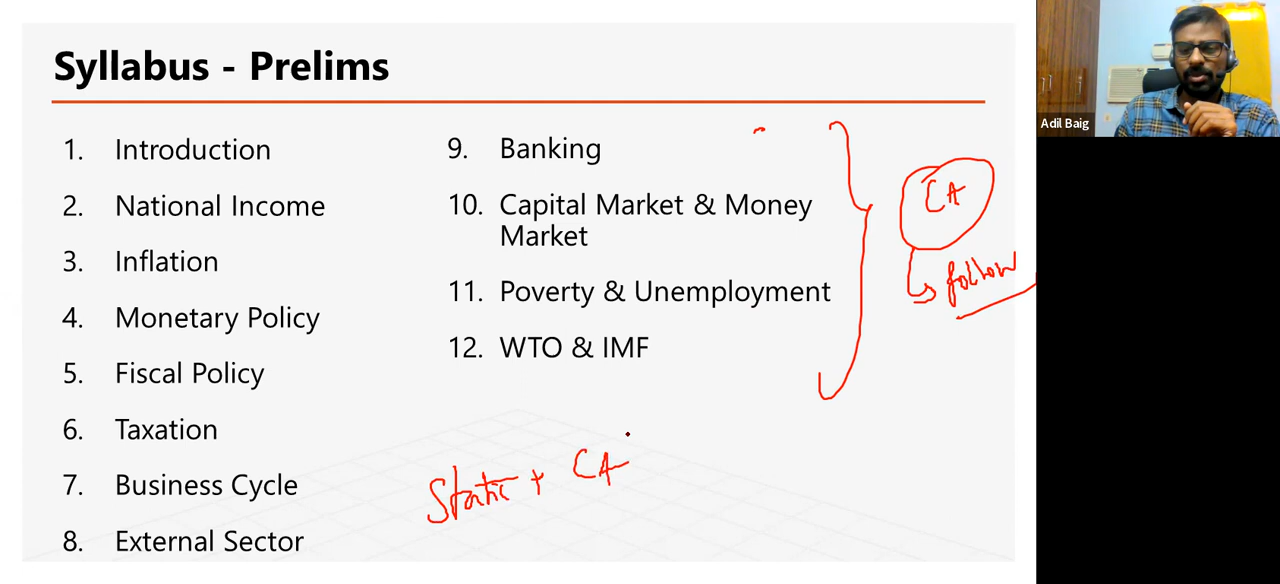 Syllabus - Prelims
1. Introduction
2. National Income
3. Inflation
4. Monetary Policy
5. Fiscal Policy
6. Taxation
7. Business Cycle
8. External Sector
9. Banking
10. Capital Market & Money
Market
11. Poverty & Unemployment
12. WTO & IMF
CA
follow
Static + CA
Adil Baig